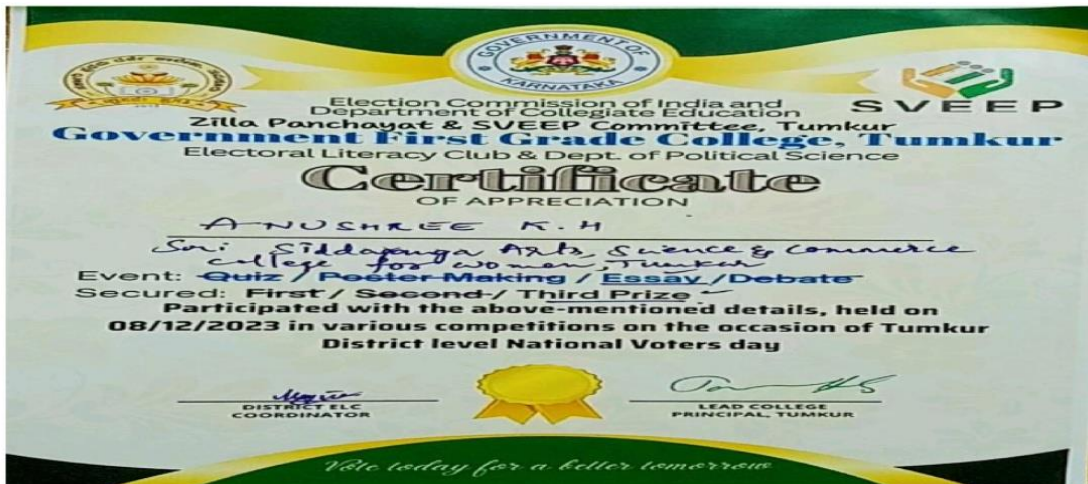 GOVERNMENT OF KARNATAKA
SVEEP
Election Commission of India and
Department of Collegiate Education
Zilla Panchayat & SVEEP Committee, Tumkur
Government First Grade College, Tumkur
Electoral Literacy Club & Dept. of Political Science
Certificate
OF APPRECIATION
ANUSHREE K.H
Sri Siddaganga Arts, Science & Commerce
College for women, Tumkur
Event: Quiz / Poster Making / Essay / Debate
Secured: First / Second / Third Prize
Participated with the above-mentioned details, held on
08/12/2023 in various competitions on the occasion of Tumkur
District level National Voters day
DISTRICT ELC
COORDINATOR
LEAD COLLEGE
PRINCIPAL, TUMKUR
Vote today for a better tomorrow